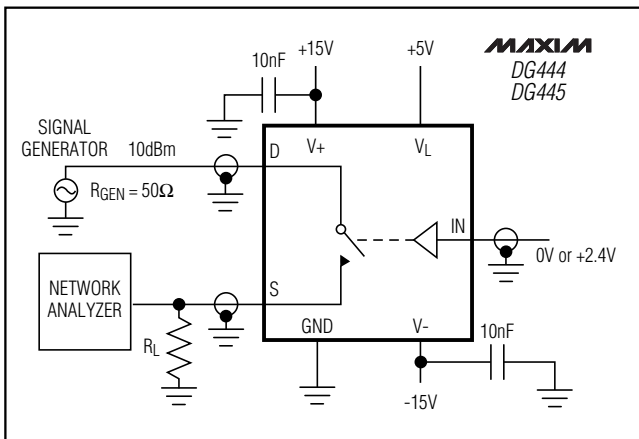 +15V
+5V
MAXIM
10nF
DG444
DG445
SIGNAL
GENERATOR
10dBm
D
V+
VL
RGEN = 50Ω
IN
0V or +2.4V
NETWORK
ANALYZER
S
RL
GND
V-
10nF
-15V